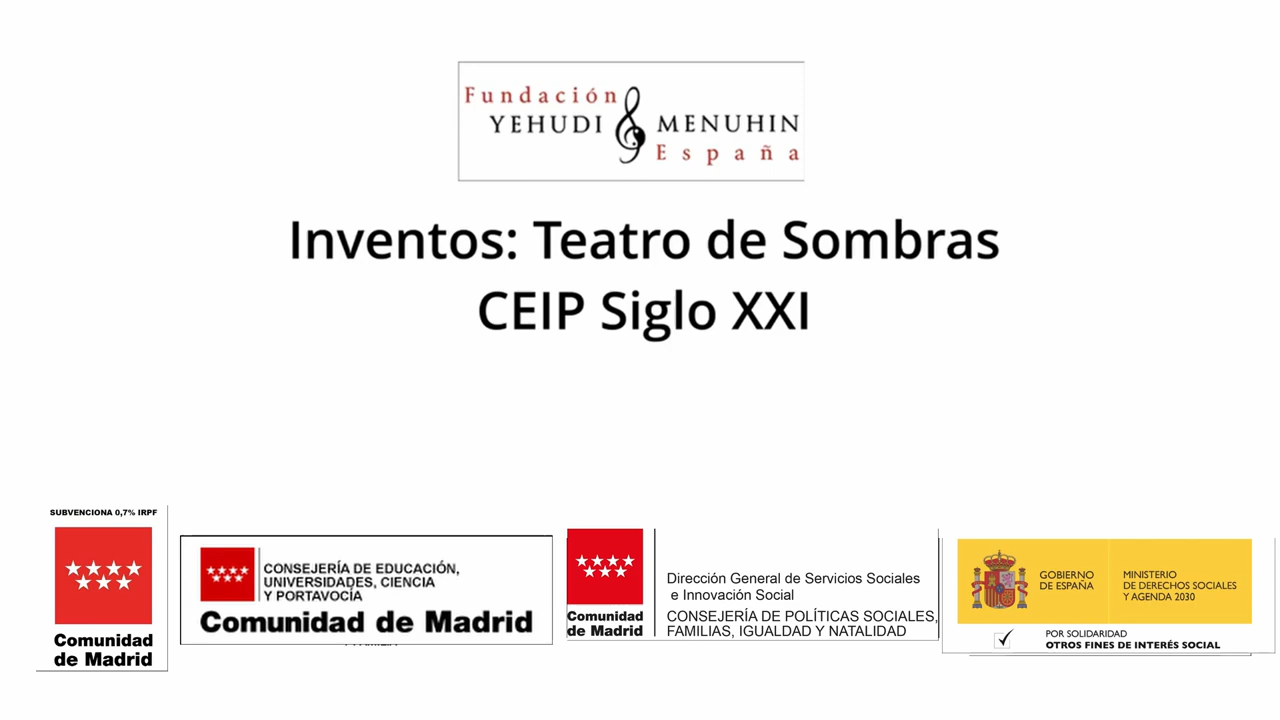 Fundación
YEHUDI MENUHIN
España
Inventos: Teatro de Sombras
CEIP Siglo XXI
SUBVENCIONA 0,7% IRPF
Comunidad
de Madrid
CONSEJERÍA DE EDUCACIÓN,
UNIVERSIDADES, CIENCIA
Y PORTAVOCÍA
Comunidad de Madrid
Comunidad
de Madrid
Dirección General de Servicios Sociales
e Innovación Social
CONSEJERÍA DE POLÍTICAS SOCIALES,
FAMILIAS, IGUALDAD Y NATALIDAD
GOBIERNO
DE ESPAÑA
MINISTERIO
DE DERECHOS SOCIALES
Y AGENDA 2030
POR SOLIDARIDAD
OTROS FINES DE INTERÉS SOCIAL